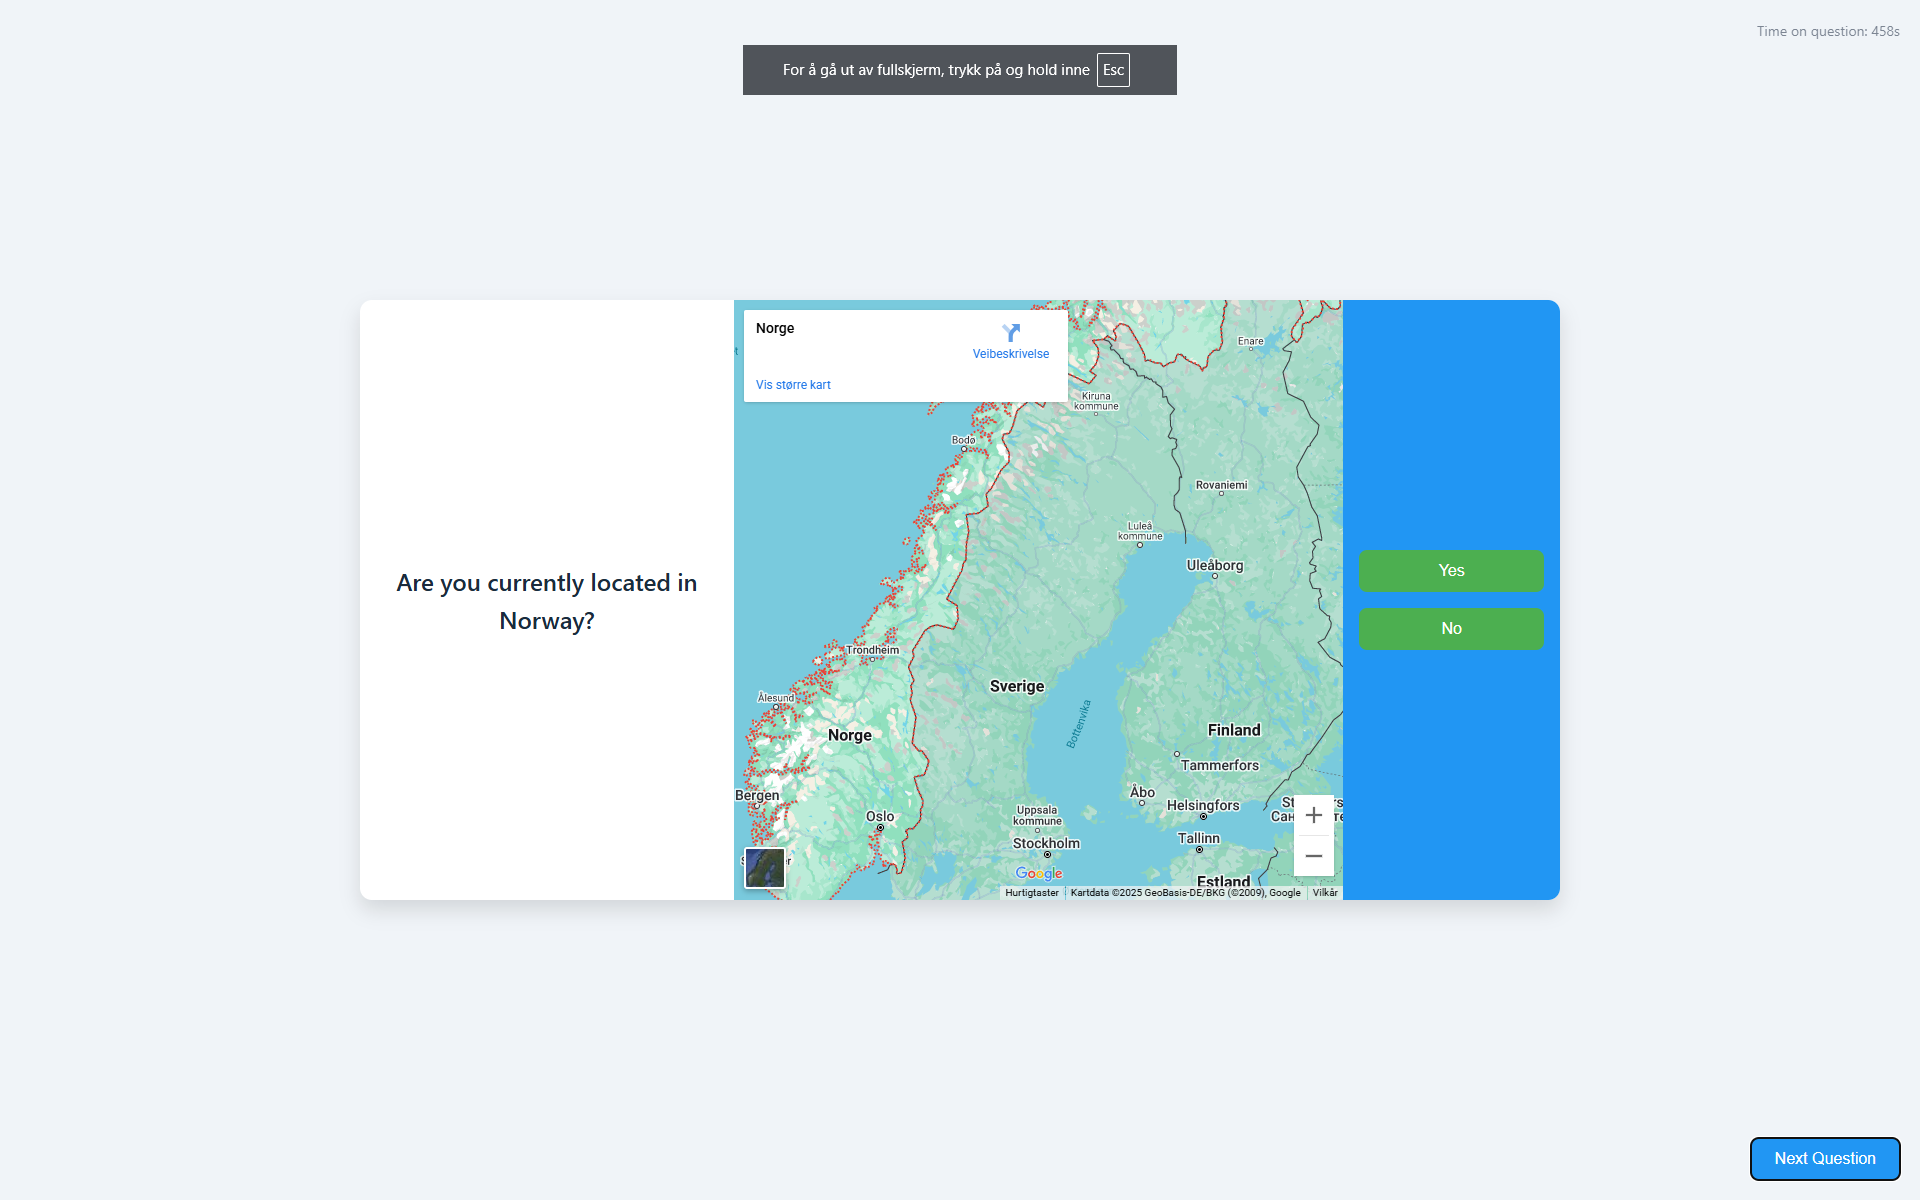 Time on question: 458s
For å gå ut av fullskjerm, trykk på og hold inne Esc
Are you currently located in
Norway?
Norge
Veibeskrivelse
Vis større kart
Enare
Kiruna
kommune
Bodø
Rovaniemi
Luleå
kommune
Uleåborg
Trondheim
Sverige
Ålesund
Bottenvika
Norge
Finland
Tammerfors
Bergen
Åbo
Helsingfors
Uppsala
kommune
Oslo
Stockholm
Tallinn
Google
Estland
Hurtigtaster
Kartdata ©2025 GeoBasis-DE/BKG (©2009), Google
Vilkår
Yes
No
Next Question